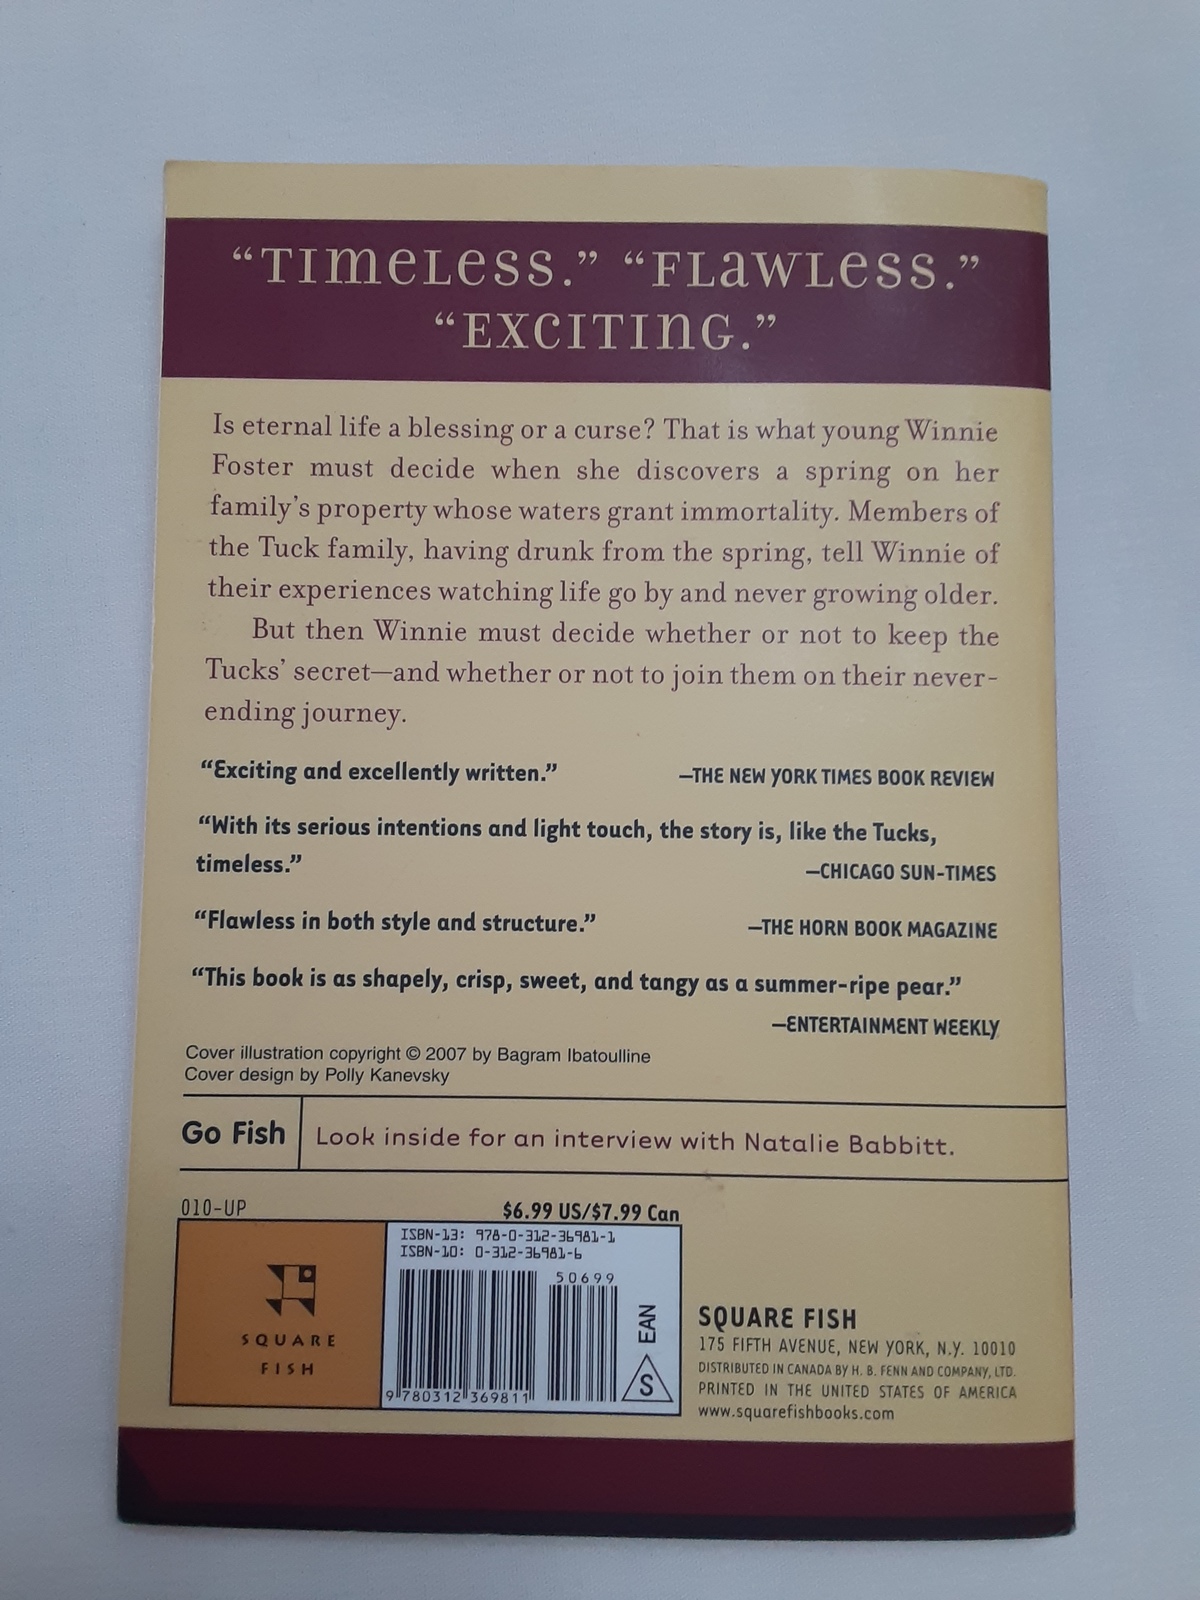 “TIMELESS.” “FLAWLESS.”
“EXCITING.”
Is eternal life a blessing or a curse? That is what young Winnie
Foster must decide when she discovers a spring on her
family’s property whose waters grant immortality. Members of
the Tuck family, having drunk from the spring, tell Winnie of
their experiences watching life go by and never growing older.
But then Winnie must decide whether or not to keep the
Tucks’ secret—and whether or not to join them on their never-
ending journey.
“Exciting and excellently written.” —THE NEW YORK TIMES BOOK REVIEW
“With its serious intentions and light touch, the story is, like the Tucks,
timeless.” —CHICAGO SUN-TIMES
“Flawless in both style and structure.” —THE HORN BOOK MAGAZINE
“This book is as shapely, crisp, sweet, and tangy as a summer-ripe pear.”
—ENTERTAINMENT WEEKLY
Cover illustration copyright © 2007 by Bagram Ibatoulline
Cover design by Polly Kanevsky
Go Fish Look inside for an interview with Natalie Babbitt.
010-UP $6.99 US/$7.99 Can
ISBN-13: 978-0-312-36981-1
ISBN-10: 0-312-36981-6
50699
EAN
S
9 780312 369811
SQUARE
FISH
SQUARE FISH
175 FIFTH AVENUE, NEW YORK, N.Y. 10010
DISTRIBUTED IN CANADA BY H. B. FENN AND COMPANY, LTD.
PRINTED IN THE UNITED STATES OF AMERICA
www.squarefishbooks.com